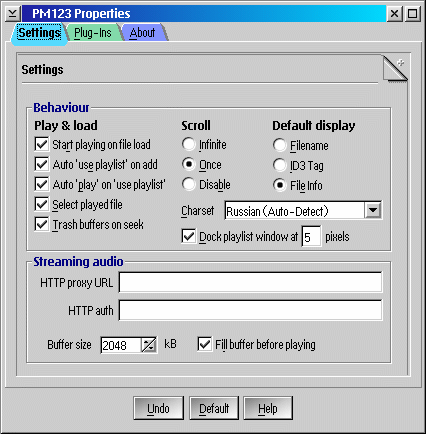 PM123 Properties
Settings Plug-Ins About
Settings
Behaviour
Play & load Scroll Default display
Start playing on file load Infinite Filename
Auto 'use playlist' on add Once ID3 Tag
Auto 'play' on 'use playlist' Disable File Info
Select played file Charset Russian (Auto-Detect)
Trash buffers on seek Dock playlist window at 5 pixels
Streaming audio
HTTP proxy URL
HTTP auth
Buffer size 2048 kB Fill buffer before playing
Undo Default Help